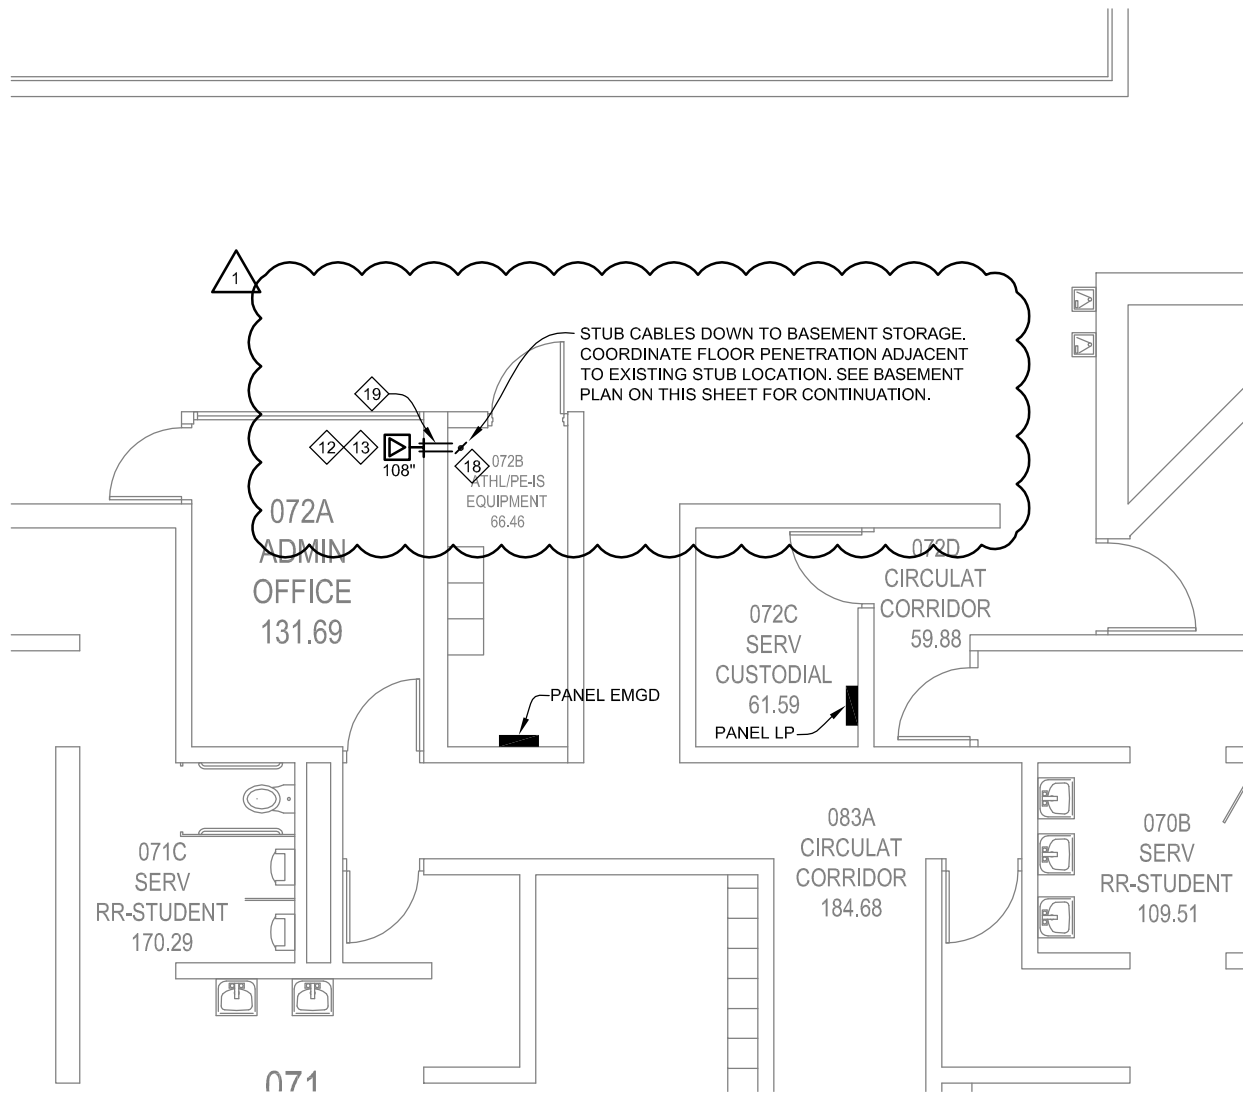 1
STUB CABLES DOWN TO BASEMENT STORAGE.
COORDINATE FLOOR PENETRATION ADJACENT
TO EXISTING STUB LOCATION. SEE BASEMENT
PLAN ON THIS SHEET FOR CONTINUATION.
19
12
13
108"
18
072B
ATHL/PE-IS
EQUIPMENT
66.46
072A
ADMIN
OFFICE
131.69
072D
CIRCULAT
CORRIDOR
59.88
072C
SERV
CUSTODIAL
61.59
PANEL EMGD
PANEL LP
083A
CIRCULAT
CORRIDOR
184.68
070B
SERV
RR-STUDENT
109.51
071C
SERV
RR-STUDENT
170.29
071